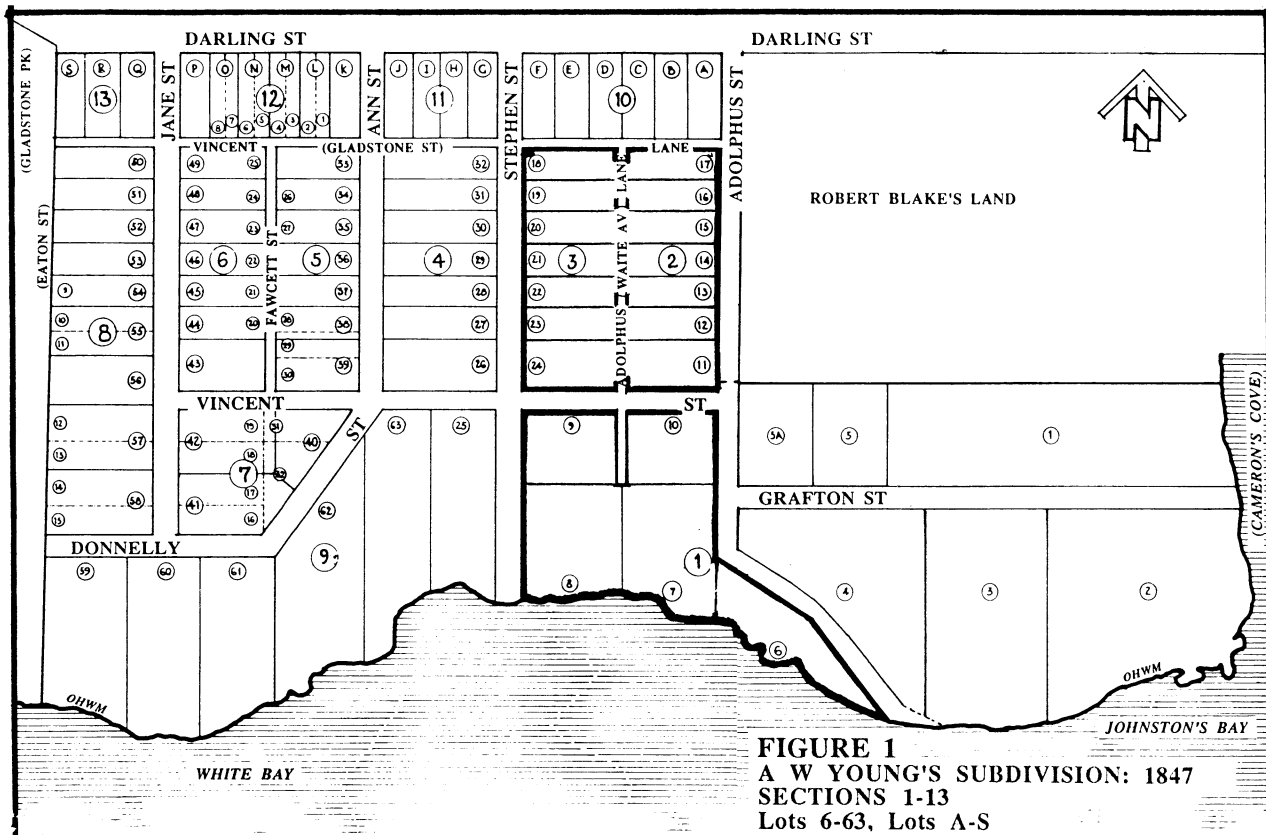 DARLING ST
DARLING ST
(GLADSTONE PK)
S R Q
P O N M L K
J I H G
F E D C B A
13
12
11
10
JANE ST
ANN ST
STEPHEN ST
ADOLPHUS ST
N
8 7 6 5 4 3 2 1
VINCENT (GLADSTONE ST) LANE
50 49 25 33 32 18 17
51 48 24 26 34 31 19 16
52 47 23 27 35 30 20 15
53 46 6 22 5 36 4 29 21 3 2 14
9 54 45 21 37 28 22 13
10 55 44 20 28 38 27 23 12
11 8 29
56 43 30 39 26 24 11
(EATON ST)
FAWCETT ST
ADOLPHUS WAITE AV LANE
ROBERT BLAKE'S LAND
(CAMERON'S COVE)
VINCENT ST
12 57 42 19 31 40 63 25 9 10 5A 5 1
13 18
14 7 32
58 41 17
15 16 62
GRAFTON ST
DONNELLY ST
59 60 61 9 8 7 1 4 3 2
6
OHWM
OHWM
JOHNSTON'S BAY
WHITE BAY
FIGURE 1
A W YOUNG'S SUBDIVISION: 1847
SECTIONS 1-13
Lots 6-63, Lots A-S